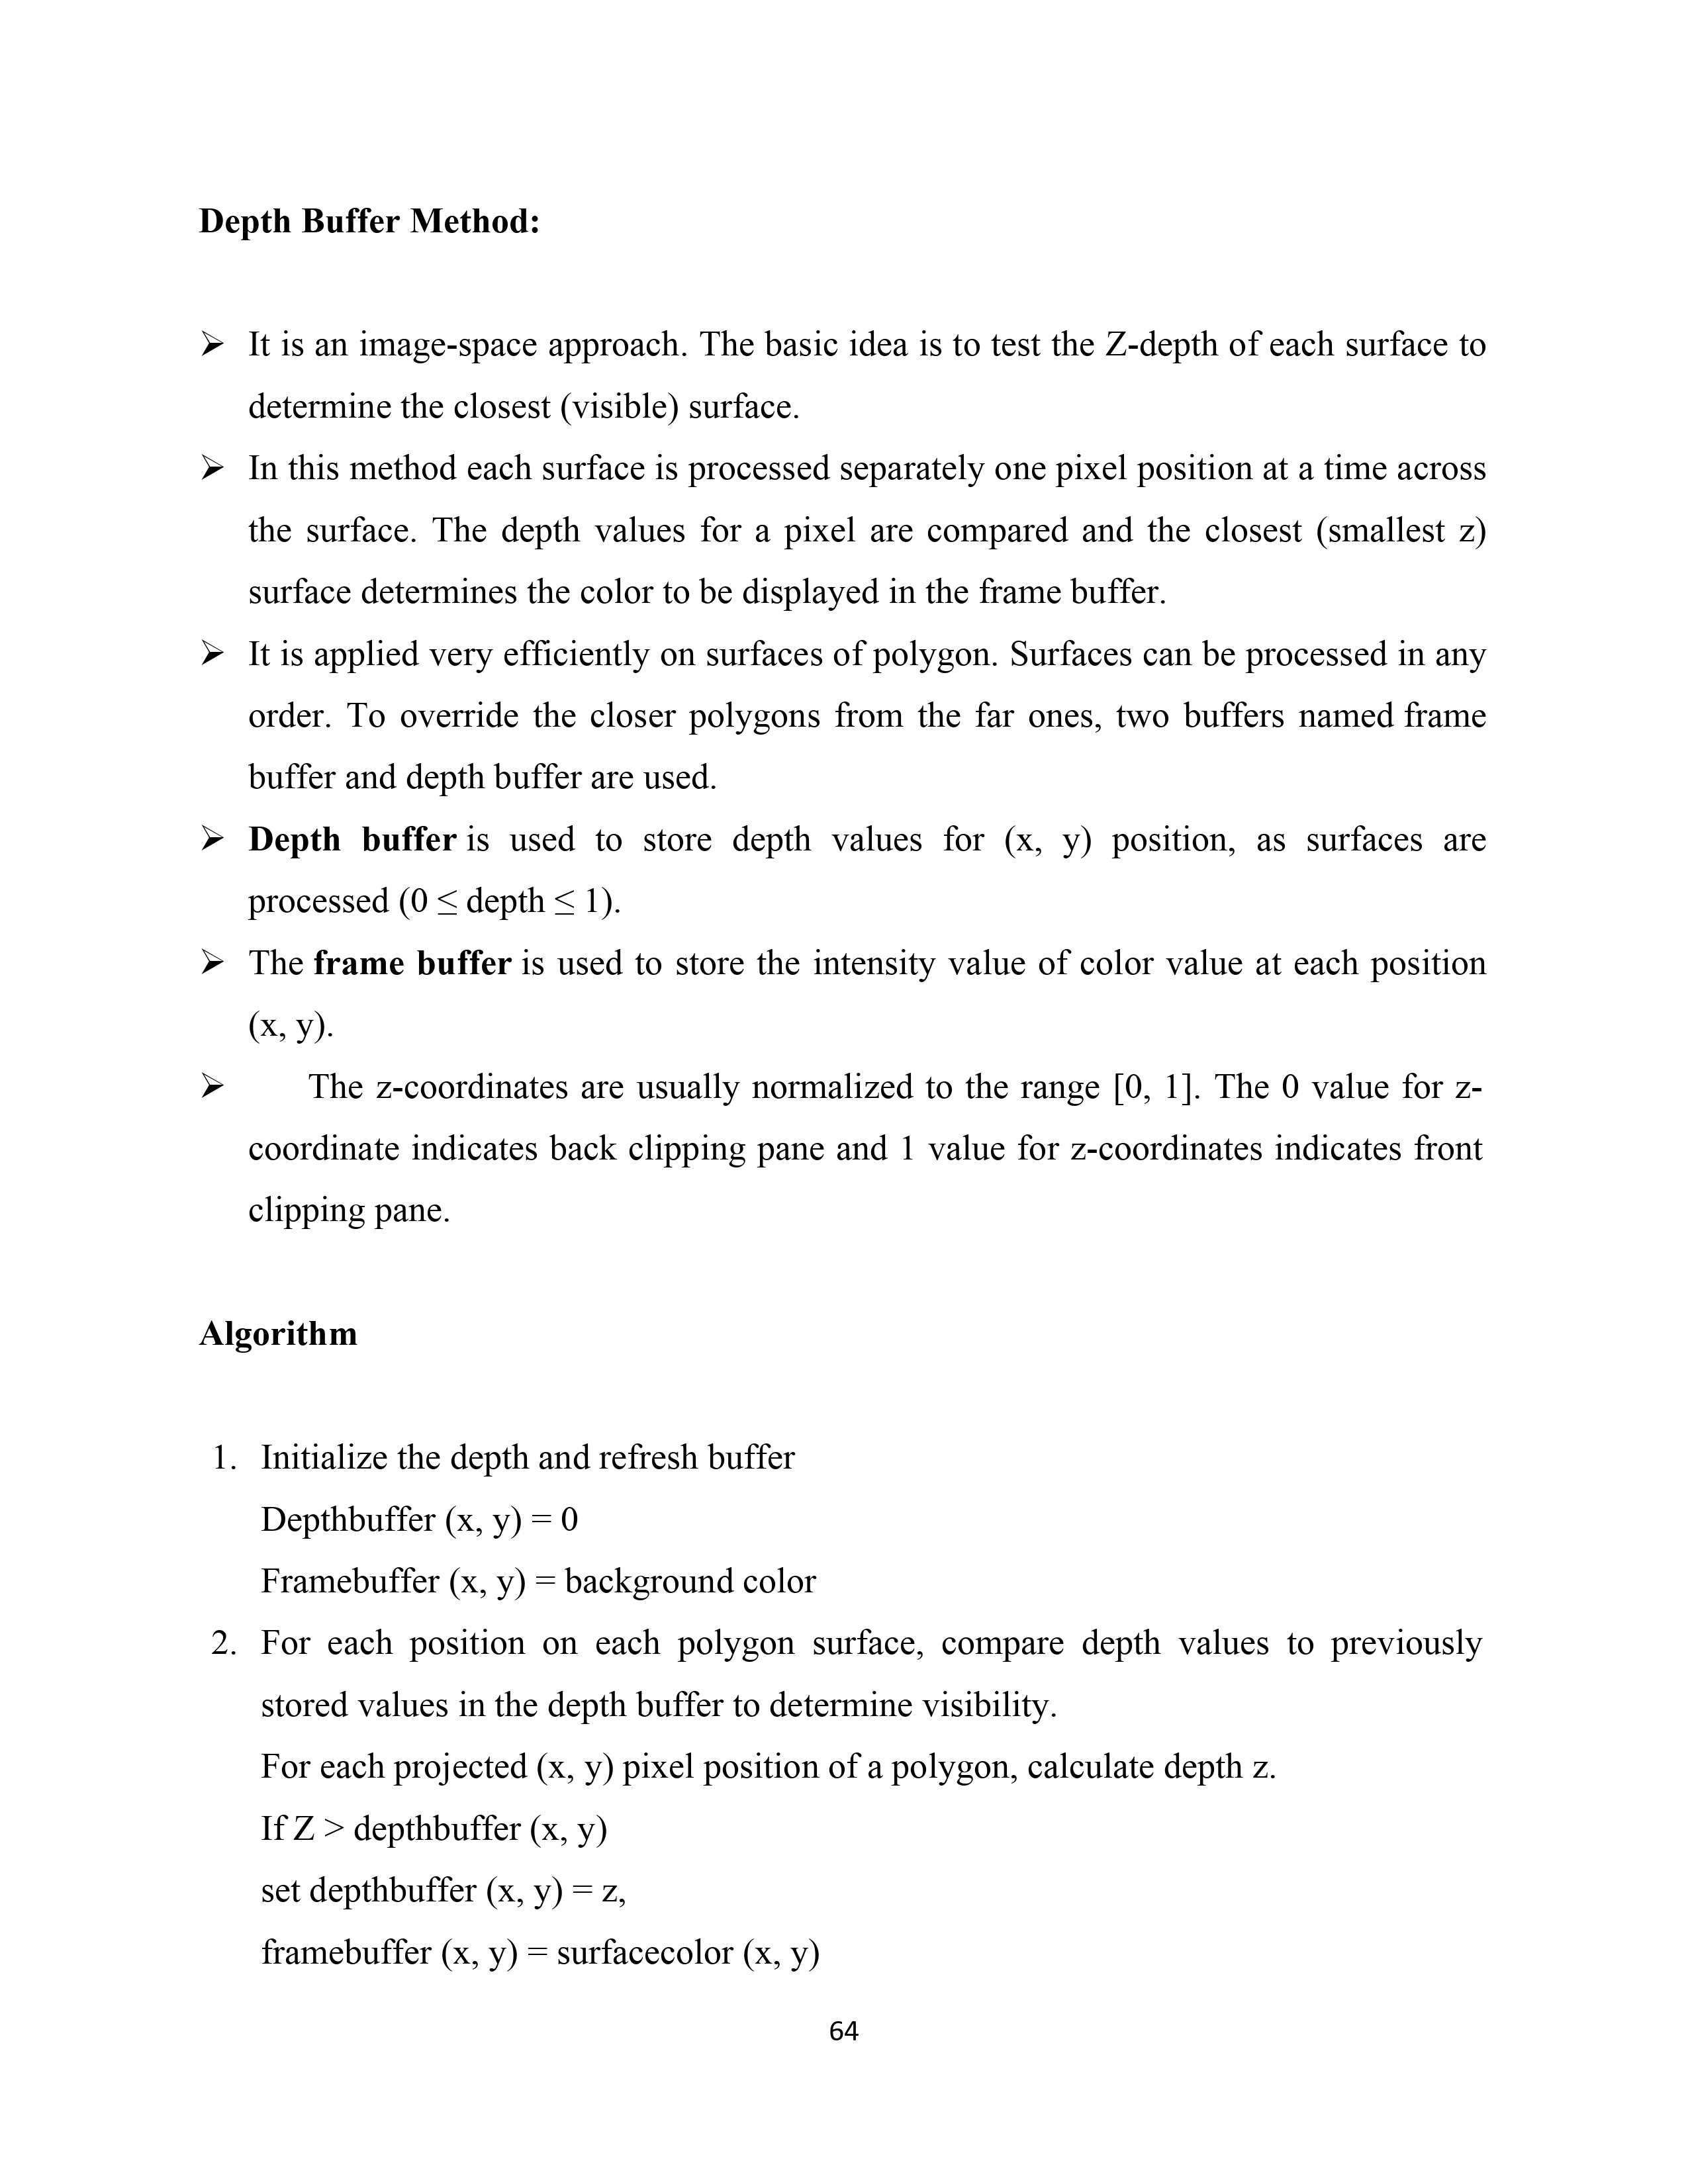 Depth Buffer Method:
➢ It is an image-space approach. The basic idea is to test the Z-depth of each surface to
determine the closest (visible) surface.
➢ In this method each surface is processed separately one pixel position at a time across
the surface. The depth values for a pixel are compared and the closest (smallest z)
surface determines the color to be displayed in the frame buffer.
➢ It is applied very efficiently on surfaces of polygon. Surfaces can be processed in any
order. To override the closer polygons from the far ones, two buffers named frame
buffer and depth buffer are used.
➢ Depth buffer is used to store depth values for (x, y) position, as surfaces are
processed (0 ≤ depth ≤ 1).
➢ The frame buffer is used to store the intensity value of color value at each position
(x, y).
➢ The z-coordinates are usually normalized to the range [0, 1]. The 0 value for z-
coordinate indicates back clipping pane and 1 value for z-coordinates indicates front
clipping pane.
Algorithm
1. Initialize the depth and refresh buffer
Depthbuffer (x, y) = 0
Framebuffer (x, y) = background color
2. For each position on each polygon surface, compare depth values to previously
stored values in the depth buffer to determine visibility.
For each projected (x, y) pixel position of a polygon, calculate depth z.
If Z > depthbuffer (x, y)
set depthbuffer (x, y) = z,
framebuffer (x, y) = surfacecolor (x, y)
64